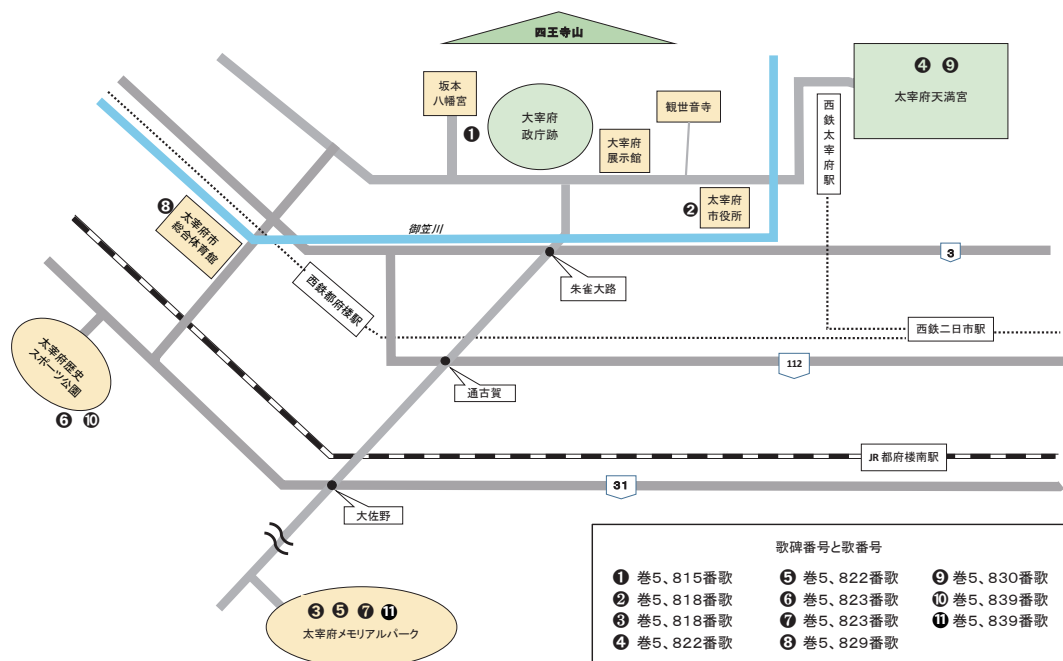 四王寺山
坂本
八幡宮
❶
大宰府
政庁跡
大宰府
展示館
観世音寺
❹ ❾
太宰府天満宮
西鉄太宰府駅
❽
太宰府市
総合体育館
❷
太宰府
市役所
御笠川
3
朱雀大路
西鉄都府楼駅
西鉄二日市駅
太宰府歴史
スポーツ公園
❻ ❿
112
通古賀
JR 都府楼南駅
31
大佐野
❸ ❺ ❼ ⓫
太宰府メモリアルパーク
歌碑番号と歌番号
❶ 巻5、815番歌
❷ 巻5、818番歌
❸ 巻5、818番歌
❹ 巻5、822番歌
❺ 巻5、822番歌
❻ 巻5、823番歌
❼ 巻5、823番歌
❽ 巻5、829番歌
❾ 巻5、830番歌
❿ 巻5、839番歌
⓫ 巻5、839番歌